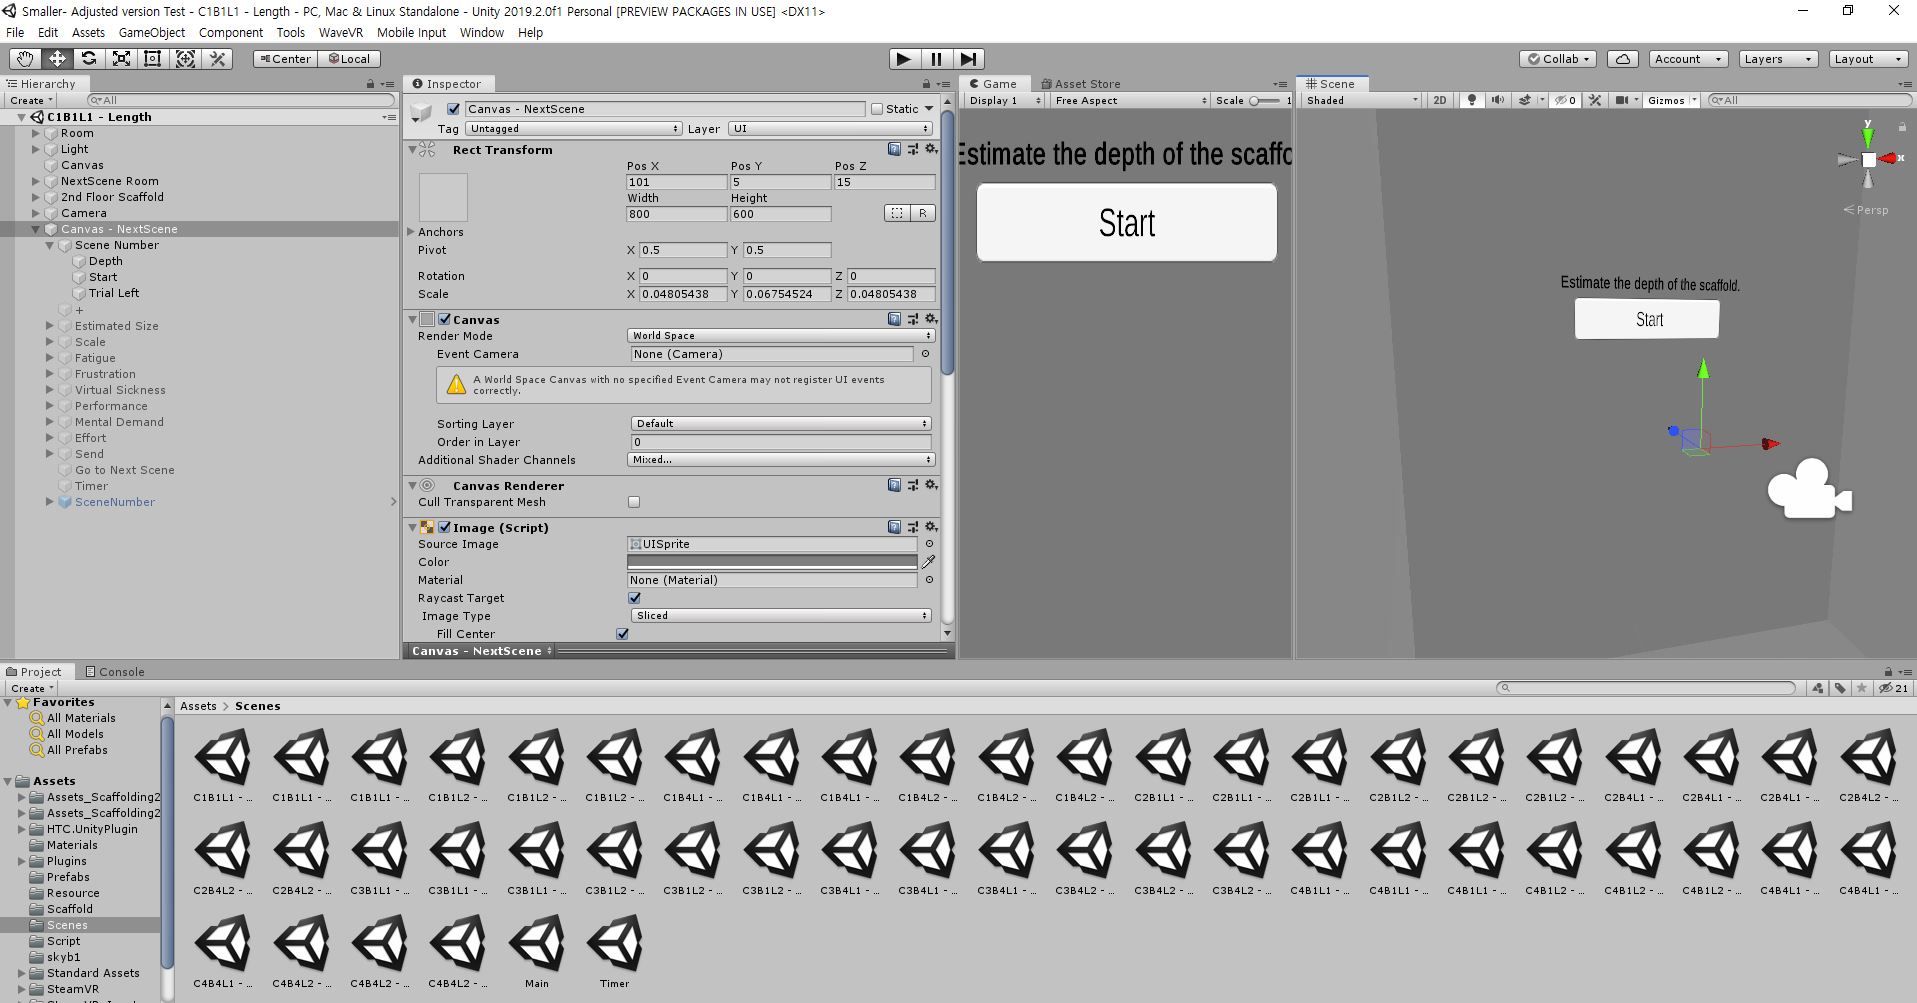 Smaller- Adjusted version Test - C1B1L1 - Length - PC, Mac & Linux Standalone - Unity 2019.2.0f1 Personal [PREVIEW PACKAGES IN USE] <DX11>
File Edit Assets GameObject Component Tools WaveVR Mobile Input Window Help
Center Local Collab Account Layers Layout
Hierarchy
Create All
C1B1L1 - Length
Room
Light
Canvas
NextScene Room
2nd Floor Scaffold
Camera
Canvas - NextScene
Scene Number
Depth
Start
Trial Left
+
Estimated Size
Scale
Fatigue
Frustration
Virtual Sickness
Performance
Mental Demand
Effort
Send
Go to Next Scene
Timer
SceneNumber
Inspector
Canvas - NextScene Static
Tag Untagged Layer UI
Rect Transform
Pos X Pos Y Pos Z
101 5 15
Width Height
800 600 R
Anchors
Pivot X 0.5 Y 0.5
Rotation X 0 Y 0 Z 0
Scale X 0.04805438 Y 0.06754524 Z 0.04805438
Canvas
Render Mode World Space
Event Camera None (Camera)
A World Space Canvas with no specified Event Camera may not register UI events
correctly.
Sorting Layer Default
Order in Layer 0
Additional Shader Channels Mixed...
Canvas Renderer
Cull Transparent Mesh
Image (Script)
Source Image UISprite
Color
Material None (Material)
Raycast Target
Image Type Sliced
Fill Center
Canvas - NextScene
Game Asset Store
Display 1 Free Aspect Scale 1
Estimate the depth of the scaffo
Start
Scene
Shaded 2D 0 Gizmos All
y
x
Persp
Estimate the depth of the scaffold.
Start
Project Console
Create 21
Favorites
All Materials
All Models
All Prefabs
Assets
Assets_Scaffolding2
Assets_Scaffolding2
HTC.UnityPlugin
Materials
Plugins
Prefabs
Resource
Scaffold
Scenes
Script
skyb1
Standard Assets
SteamVR
Assets > Scenes
C1B1L1 - ... C1B1L1 - ... C1B1L1 - ... C1B1L2 - ... C1B1L2 - ... C1B1L2 - ... C1B4L1 - ... C1B4L1 - ... C1B4L1 - ... C1B4L2 - ... C1B4L2 - ... C1B4L2 - ... C2B1L1 - ... C2B1L1 - ... C2B1L1 - ... C2B1L2 - ... C2B1L2 - ... C2B1L2 - ... C2B4L1 - ... C2B4L1 - ... C2B4L1 - ... C2B4L2 - ...
C2B4L2 - ... C2B4L2 - ... C3B1L1 - ... C3B1L1 - ... C3B1L1 - ... C3B1L2 - ... C3B1L2 - ... C3B1L2 - ... C3B4L1 - ... C3B4L1 - ... C3B4L1 - ... C3B4L2 - ... C3B4L2 - ... C3B4L2 - ... C4B1L1 - ... C4B1L1 - ... C4B1L1 - ... C4B1L2 - ... C4B1L2 - ... C4B1L2 - ... C4B4L1 - ... C4B4L1 - ...
C4B4L1 - ... C4B4L2 - ... C4B4L2 - ... C4B4L2 - ... Main Timer